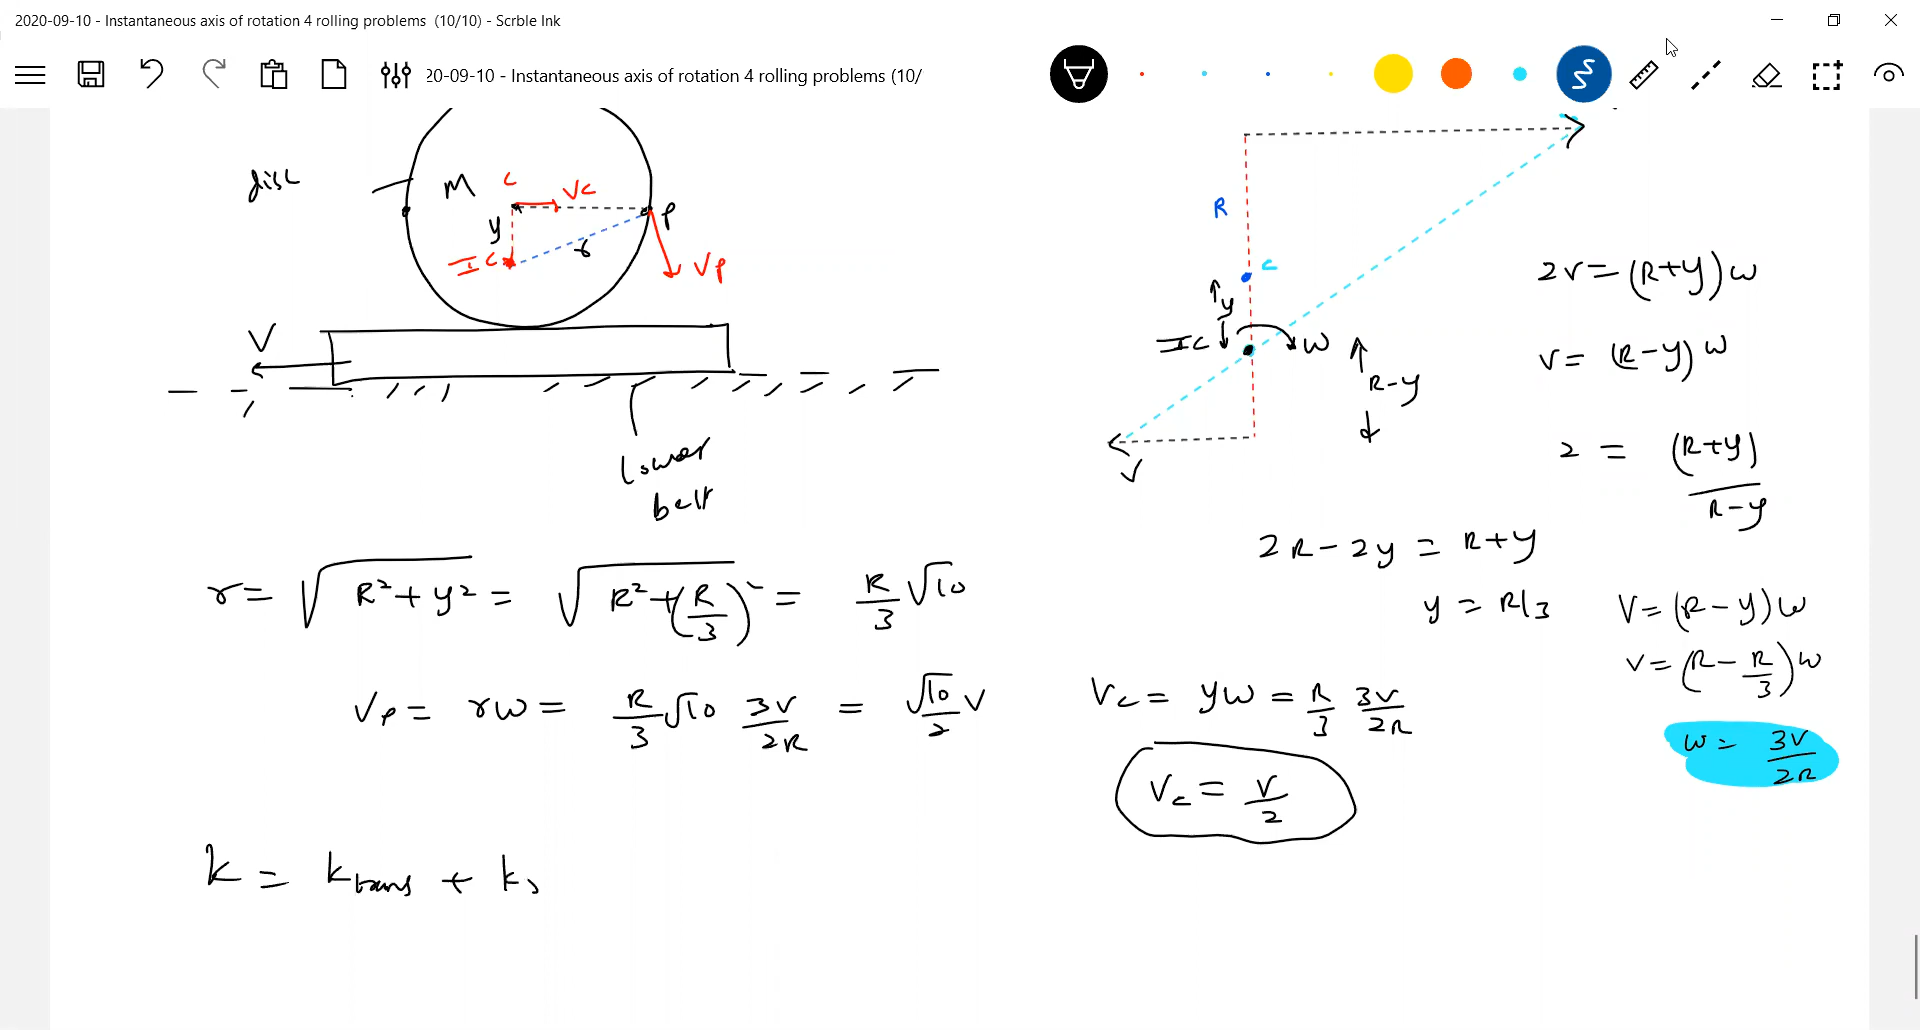 2020-09-10 - Instantaneous axis of rotation 4 rolling problems (10/10) - Scrble Ink
20-09-10 - Instantaneous axis of rotation 4 rolling problems (10/
disc
M
C
Vc
y
P
IC
r
Vp
V
lower
belt
R
C
y
IC
ω
R-y
V
2v = (R+y)ω
v = (R-y)ω
2 = (R+y)/R-y
2R - 2y = R+y
y = R/3
V = (R-y)ω
v = (R - R/3)ω
ω = 3V/2R
r = √R²+y² = √R²+(R/3)² = R/3 √10
Vp = rω = R/3 √10 3V/2R = √10/2 V
Vc = yω = R/3 3V/2R
Vc = V/2
k = k trans + k